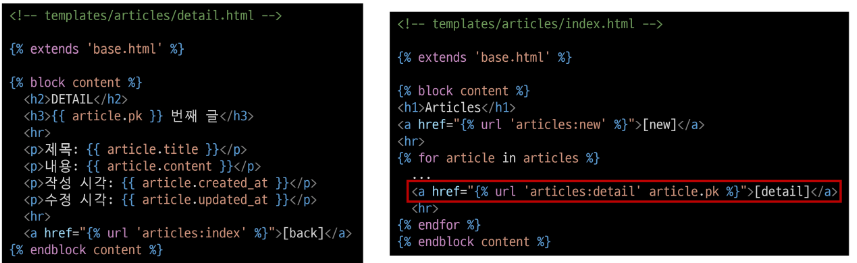 <!-- templates/articles/detail.html -->
{% extends 'base.html' %}
{% block content %}
<h2>DETAIL</h2>
<h3>{{ article.pk }} 번째 글</h3>
<hr>
<p>제목: {{ article.title }}</p>
<p>내용: {{ article.content }}</p>
<p>작성 시각: {{ article.created_at }}</p>
<p>수정 시각: {{ article.updated_at }}</p>
<hr>
<a href="{% url 'articles:index' %}">[back]</a>
{% endblock content %}
<!-- templates/articles/index.html -->
{% extends 'base.html' %}
{% block content %}
<h1>Articles</h1>
<a href="{% url 'articles:new' %}">[new]</a>
<hr>
{% for article in articles %}
...
<a href="{% url 'articles:detail' article.pk %}">[detail]</a>
<hr>
{% endfor %}
{% endblock content %}